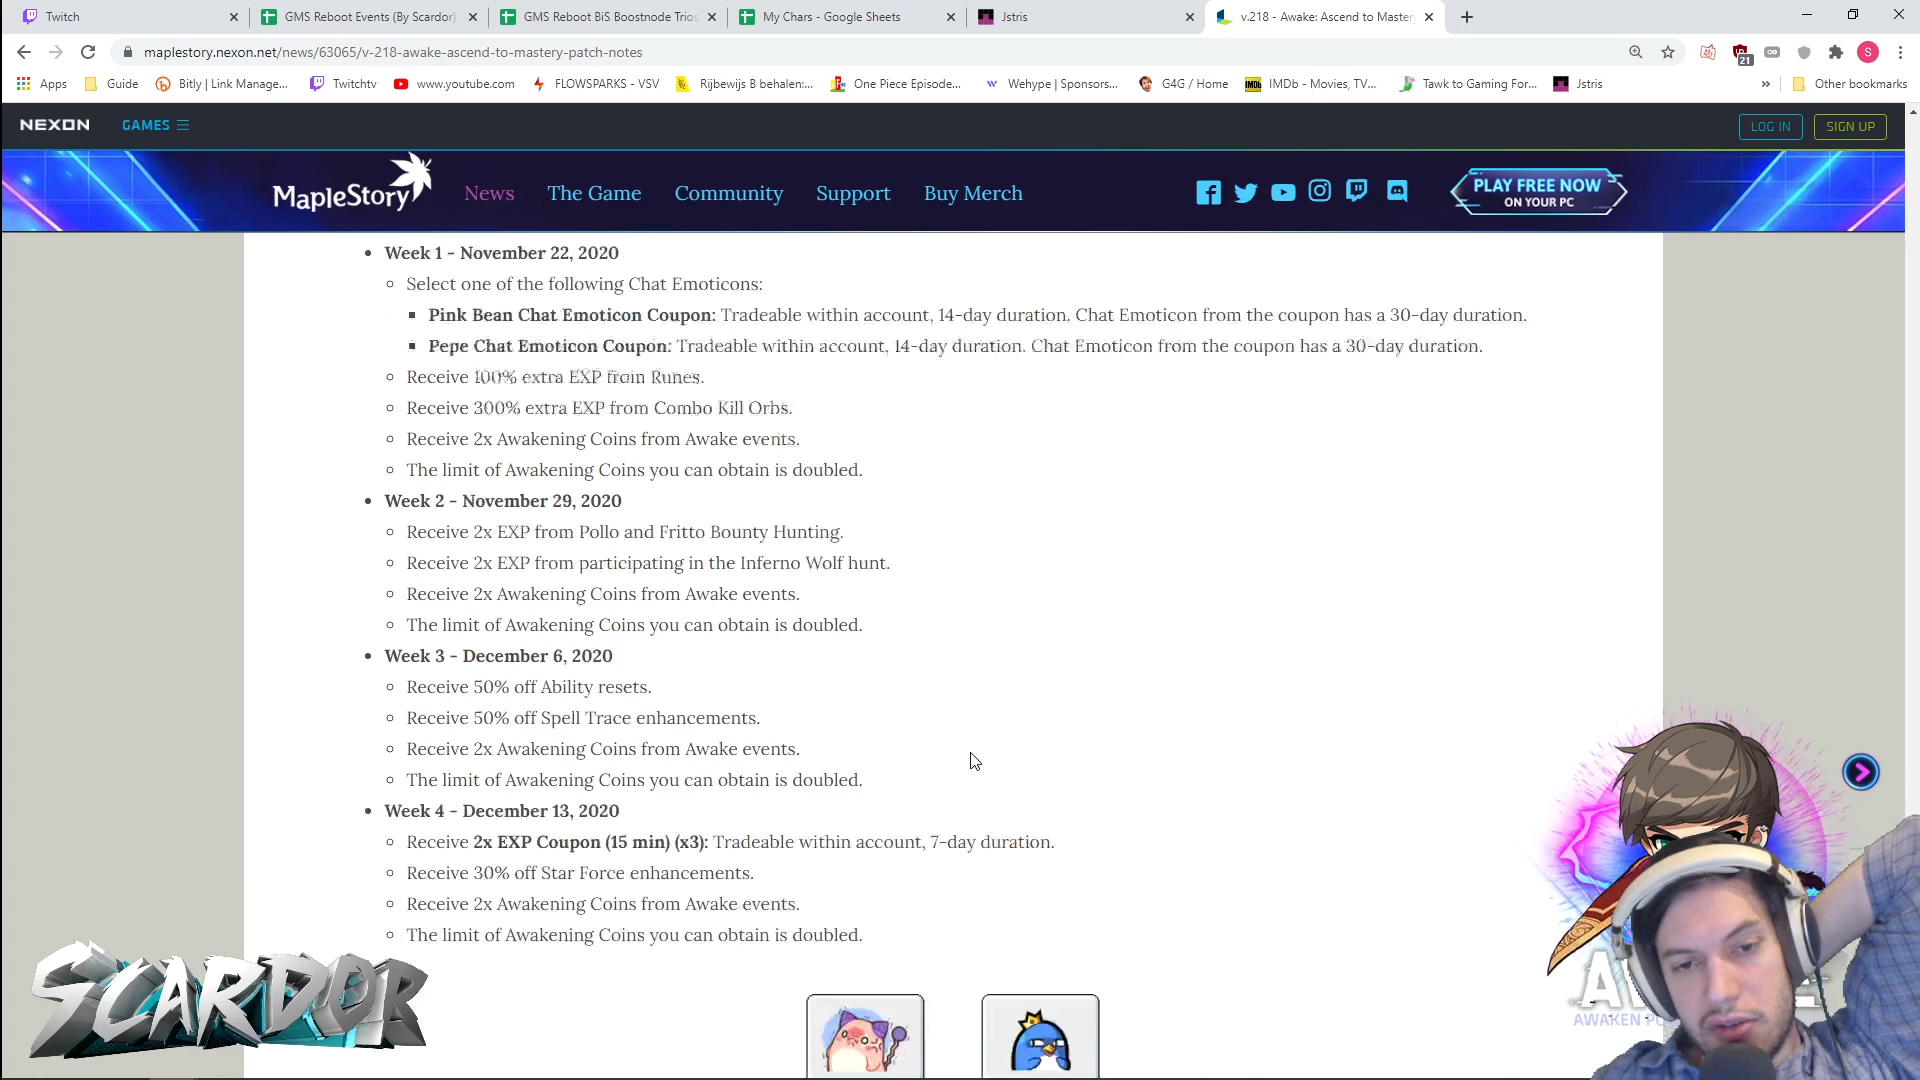 Twitch
GMS Reboot Events (By Scardor)
GMS Reboot BiS Boostnode Trios
My Chars - Google Sheets
Jstris
v.218 - Awake: Ascend to Master
maplestory.nexon.net/news/63065/v-218-awake-ascend-to-mastery-patch-notes
21
S
Apps
Guide
Bitly | Link Manage...
Twitchtv
www.youtube.com
FLOWSPARKS - VSV
Rijbewijs B behalen:...
One Piece Episode...
Wehype | Sponsors...
G4G / Home
IMDb - Movies, TV...
Tawk to Gaming For...
Jstris
»
Other bookmarks
NEXON
GAMES
LOG IN
SIGN UP
MapleStory
News
The Game
Community
Support
Buy Merch
PLAY FREE NOW
ON YOUR PC
Week 1 - November 22, 2020
Select one of the following Chat Emoticons:
Pink Bean Chat Emoticon Coupon: Tradeable within account, 14-day duration. Chat Emoticon from the coupon has a 30-day duration.
Pepe Chat Emoticon Coupon: Tradeable within account, 14-day duration. Chat Emoticon from the coupon has a 30-day duration.
Receive 100% extra EXP from Runes.
Receive 300% extra EXP from Combo Kill Orbs.
Receive 2x Awakening Coins from Awake events.
The limit of Awakening Coins you can obtain is doubled.
Week 2 - November 29, 2020
Receive 2x EXP from Pollo and Fritto Bounty Hunting.
Receive 2x EXP from participating in the Inferno Wolf hunt.
Receive 2x Awakening Coins from Awake events.
The limit of Awakening Coins you can obtain is doubled.
Week 3 - December 6, 2020
Receive 50% off Ability resets.
Receive 50% off Spell Trace enhancements.
Receive 2x Awakening Coins from Awake events.
The limit of Awakening Coins you can obtain is doubled.
Week 4 - December 13, 2020
Receive 2x EXP Coupon (15 min) (x3): Tradeable within account, 7-day duration.
Receive 30% off Star Force enhancements.
Receive 2x Awakening Coins from Awake events.
The limit of Awakening Coins you can obtain is doubled.
SCARDOR
AWAKEN